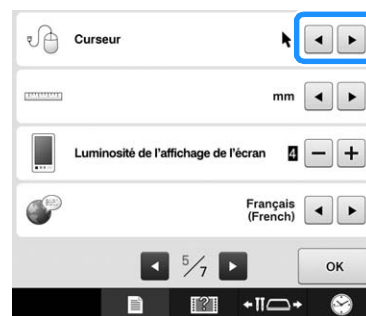 Curseur
mm
Luminosité de l'affichage de l'écran 4
Français
(French)
5/7
OK